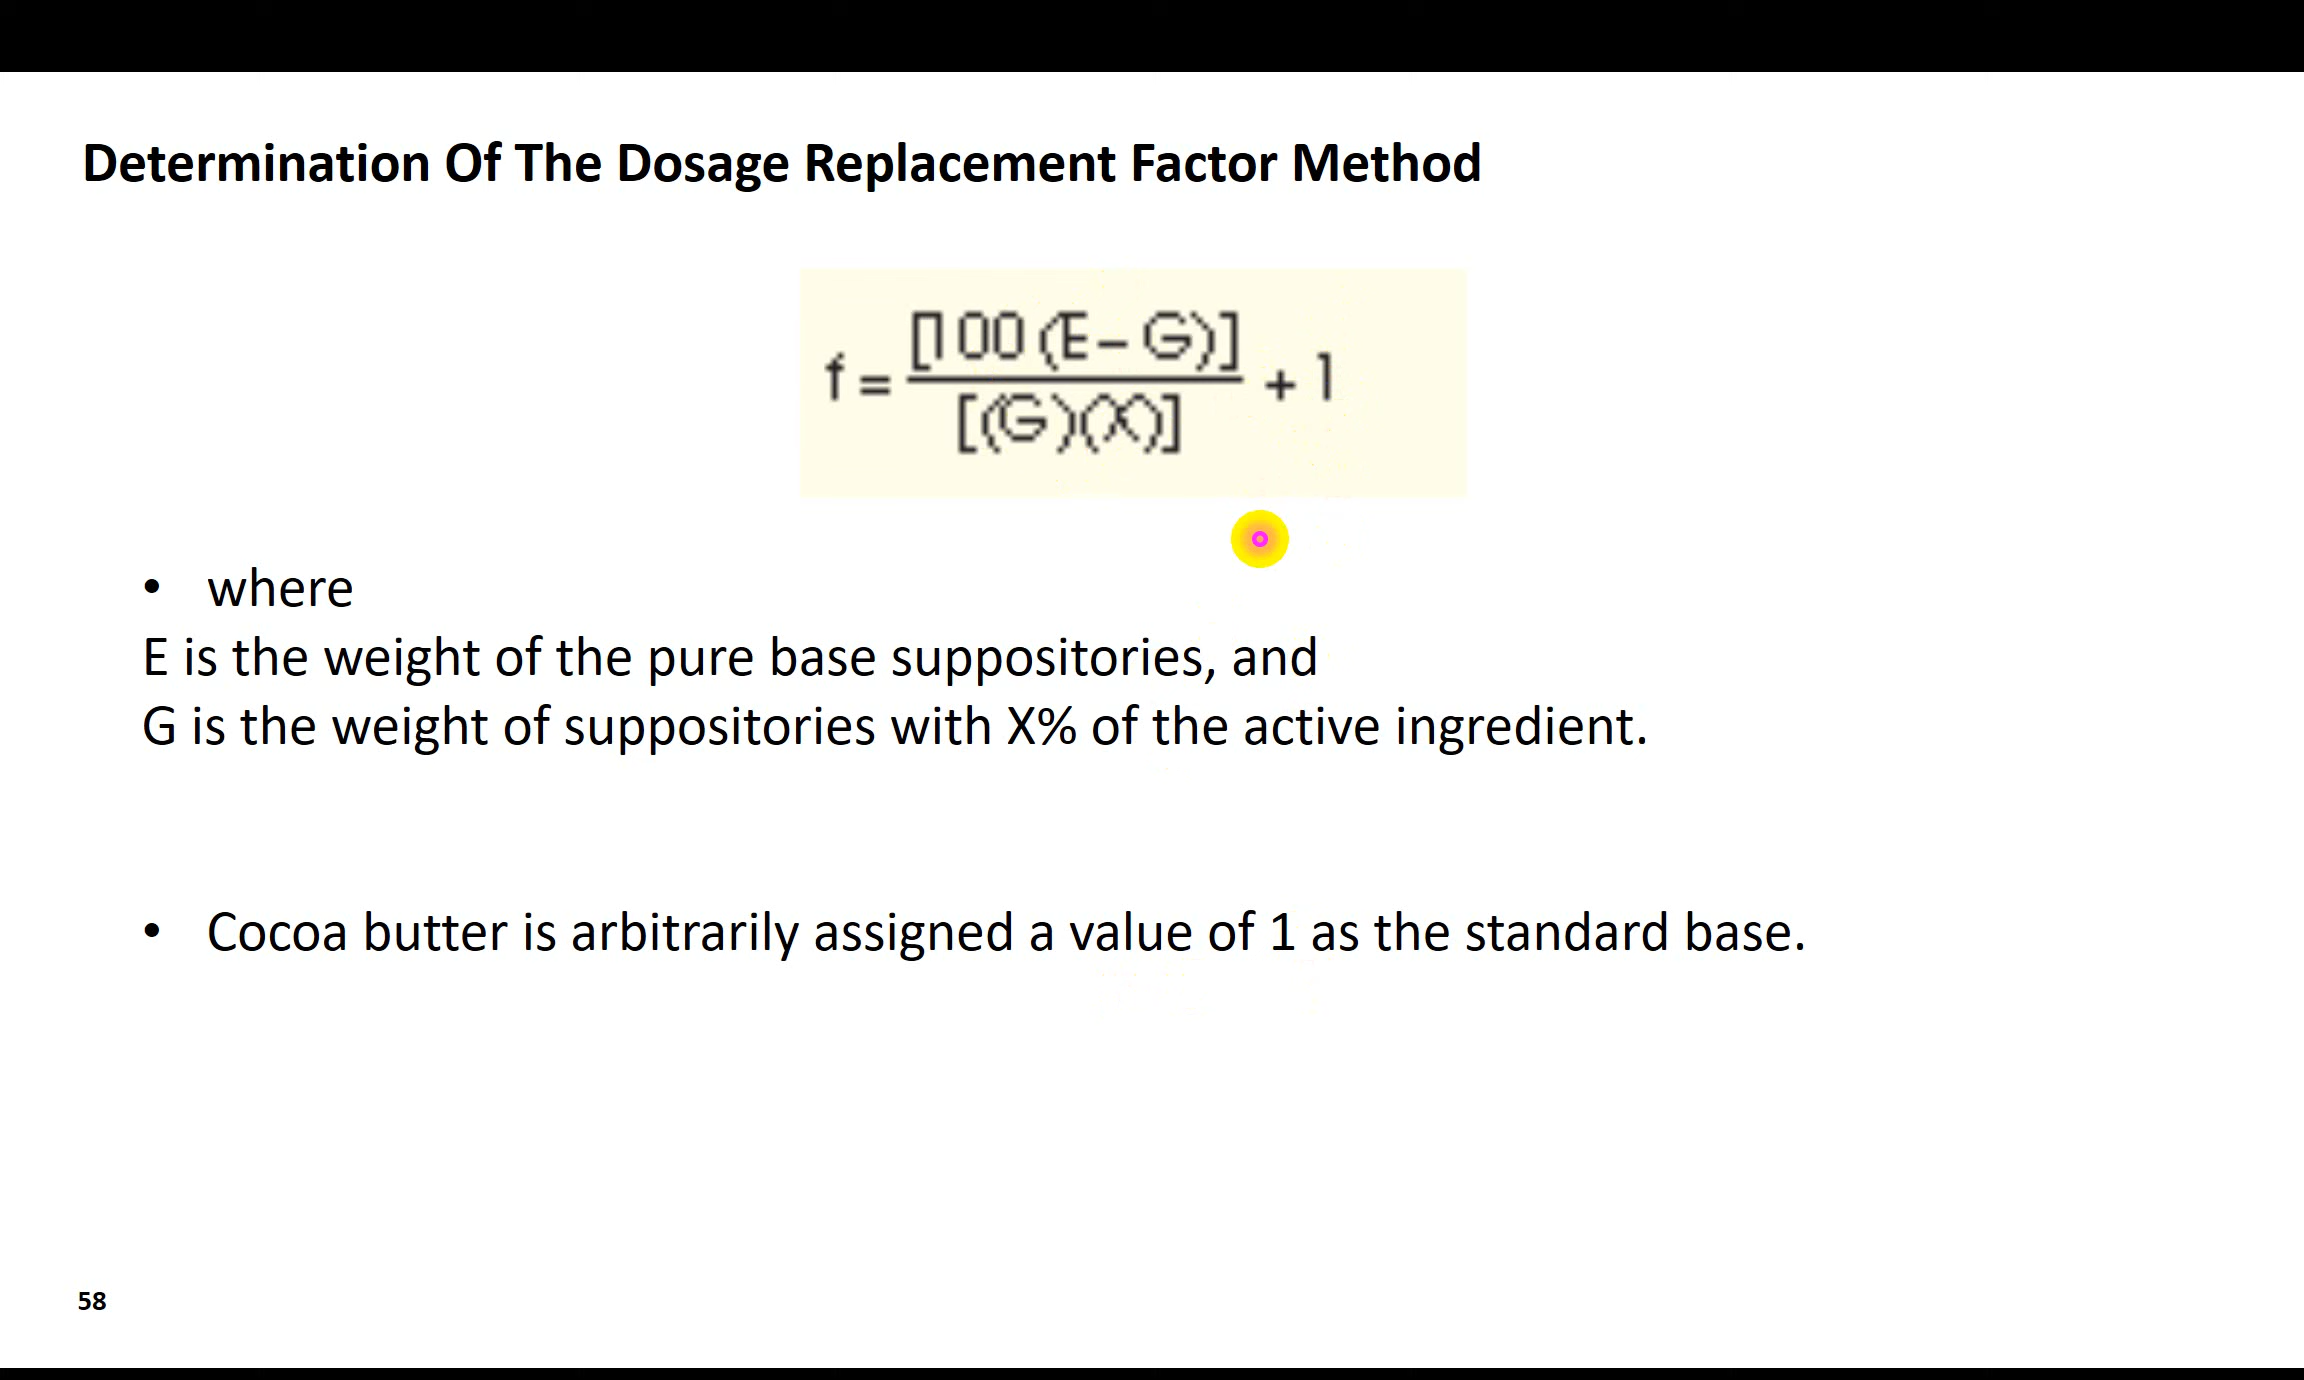 Determination Of The Dosage Replacement Factor Method
f = [100 (E – G)] / [(G)(X)] + 1
• where
E is the weight of the pure base suppositories, and
G is the weight of suppositories with X% of the active ingredient.
• Cocoa butter is arbitrarily assigned a value of 1 as the standard base.
58